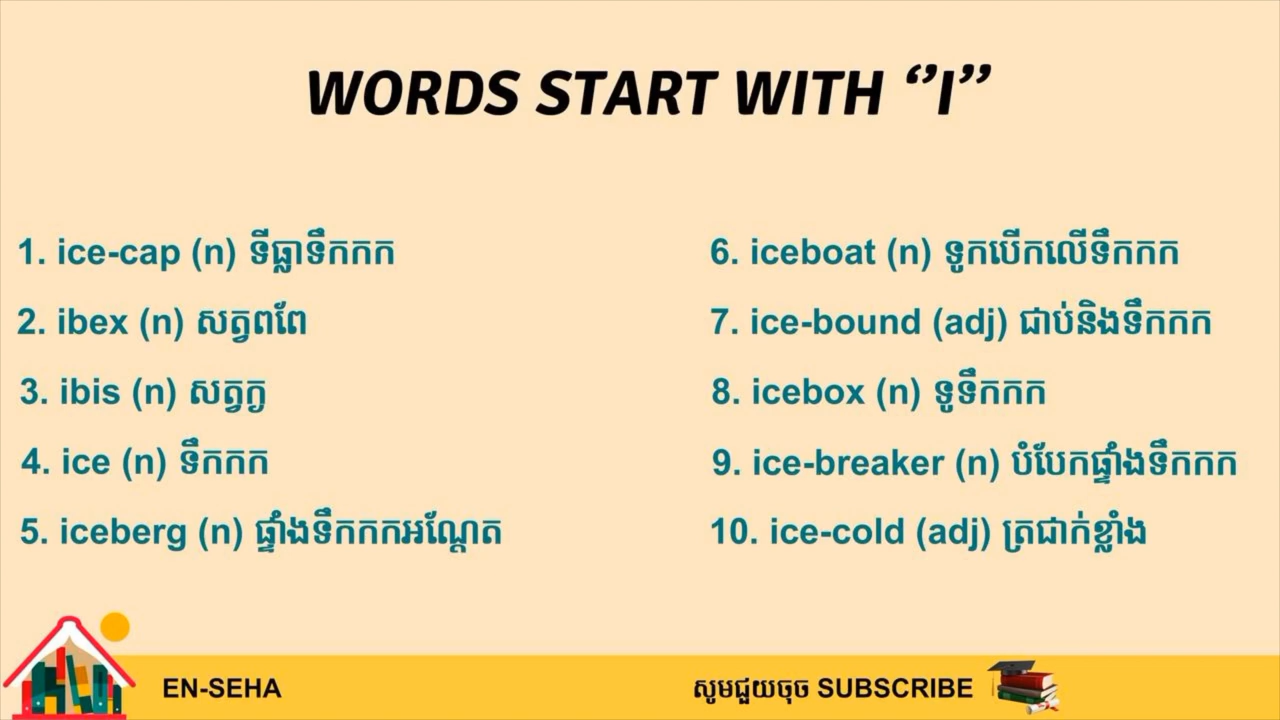 WORDS START WITH “I”
1. ice-cap (n) ទីធ្លាទឹកកក
2. ibex (n) សត្វពពែ
3. ibis (n) សត្វក្ងួ
4. ice (n) ទឹកកក
5. iceberg (n) ផ្ទាំងទឹកកកអណ្តែត
6. iceboat (n) ទូកបើកលើទឹកកក
7. ice-bound (adj) ជាប់និងទឹកកក
8. icebox (n) ទូទឹកកក
9. ice-breaker (n) បំបែកផ្ទាំងទឹកកក
10. ice-cold (adj) ត្រជាក់ខ្លាំង
EN-SEHA
សូមជួយចុច SUBSCRIBE